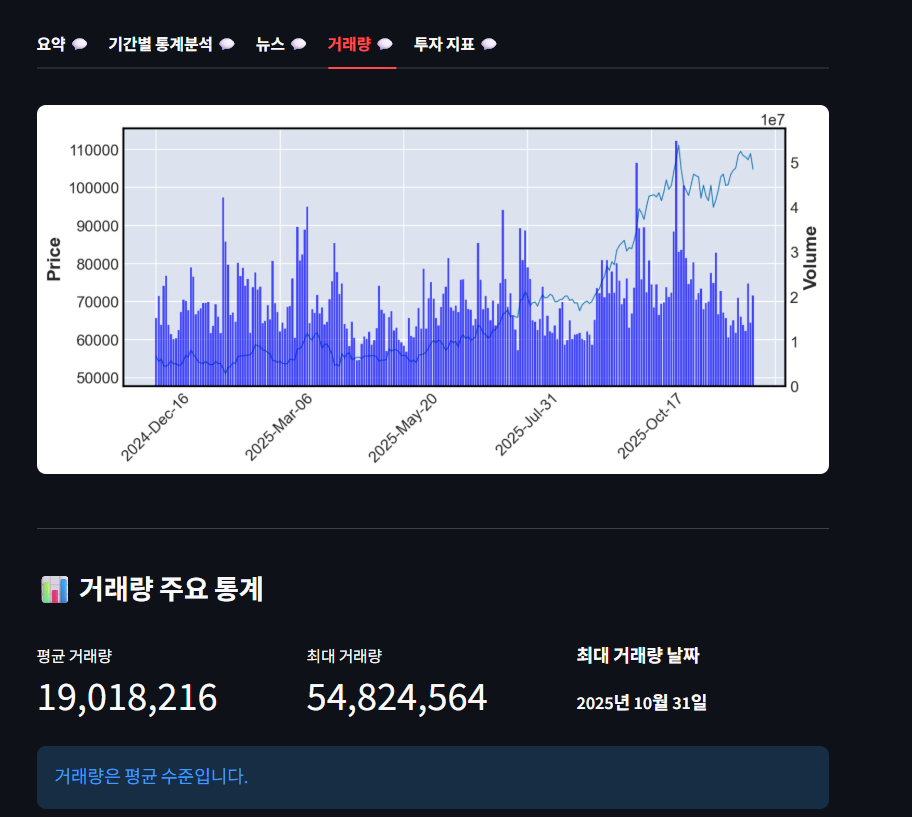 요약 기간별 통계분석 뉴스 거래량 투자 지표
1e7
110000
100000
90000
80000
70000
60000
50000
Price
5
4
3
2
1
0
Volume
2024-Dec-16
2025-Mar-06
2025-May-20
2025-Jul-31
2025-Oct-17
거래량 주요 통계
평균 거래량 최대 거래량 최대 거래량 날짜
19,018,216 54,824,564 2025년 10월 31일
거래량은 평균 수준입니다.